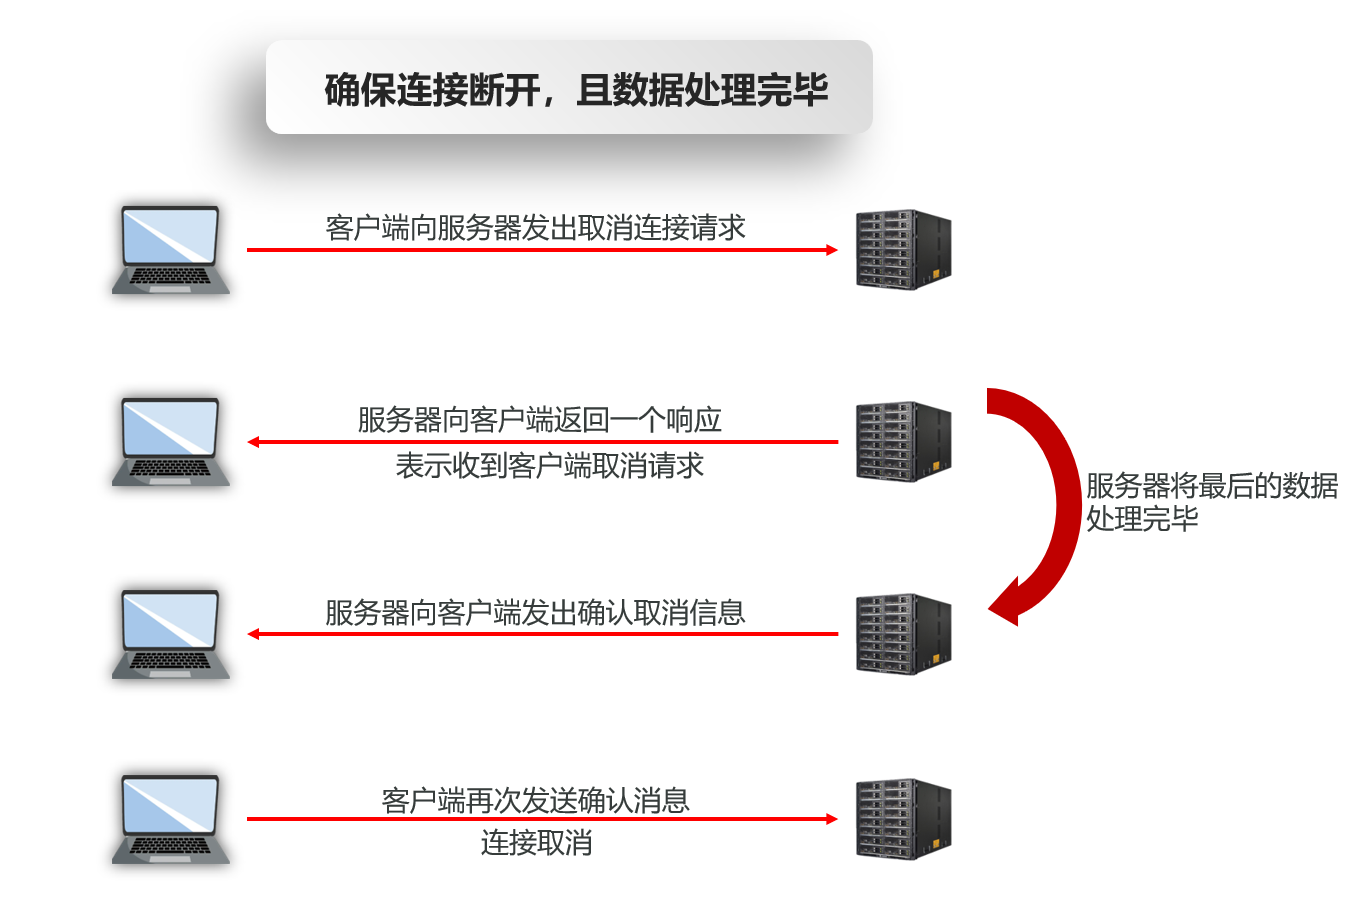 确保连接断开，且数据处理完毕
客户端向服务器发出取消连接请求
服务器向客户端返回一个响应
表示收到客户端取消请求
服务器将最后的数据
处理完毕
服务器向客户端发出确认取消信息
客户端再次发送确认消息
连接取消